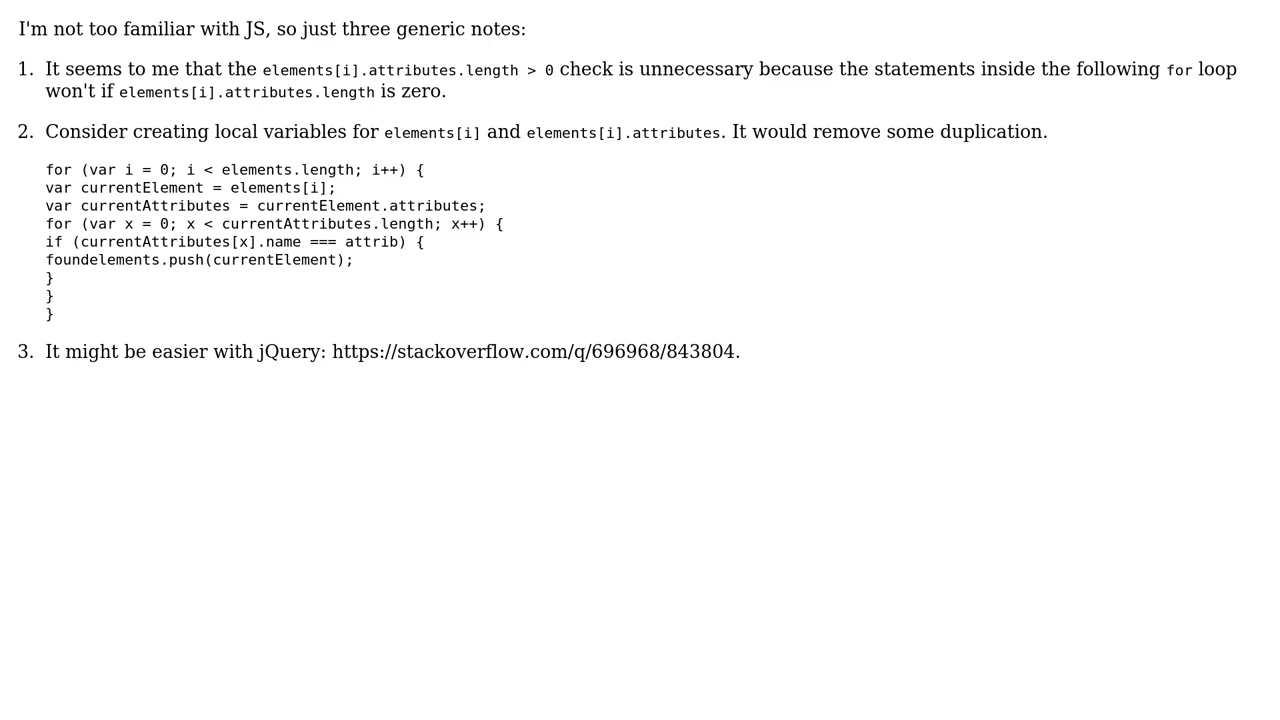 I'm not too familiar with JS, so just three generic notes:
1. It seems to me that the elements[i].attributes.length > 0 check is unnecessary because the statements inside the following for loop
won't if elements[i].attributes.length is zero.
2. Consider creating local variables for elements[i] and elements[i].attributes. It would remove some duplication.
for (var i = 0; i < elements.length; i++) {
var currentElement = elements[i];
var currentAttributes = currentElement.attributes;
for (var x = 0; x < currentAttributes.length; x++) {
if (currentAttributes[x].name === attrib) {
foundelements.push(currentElement);
}
}
}
3. It might be easier with jQuery: https://stackoverflow.com/q/696968/843804.